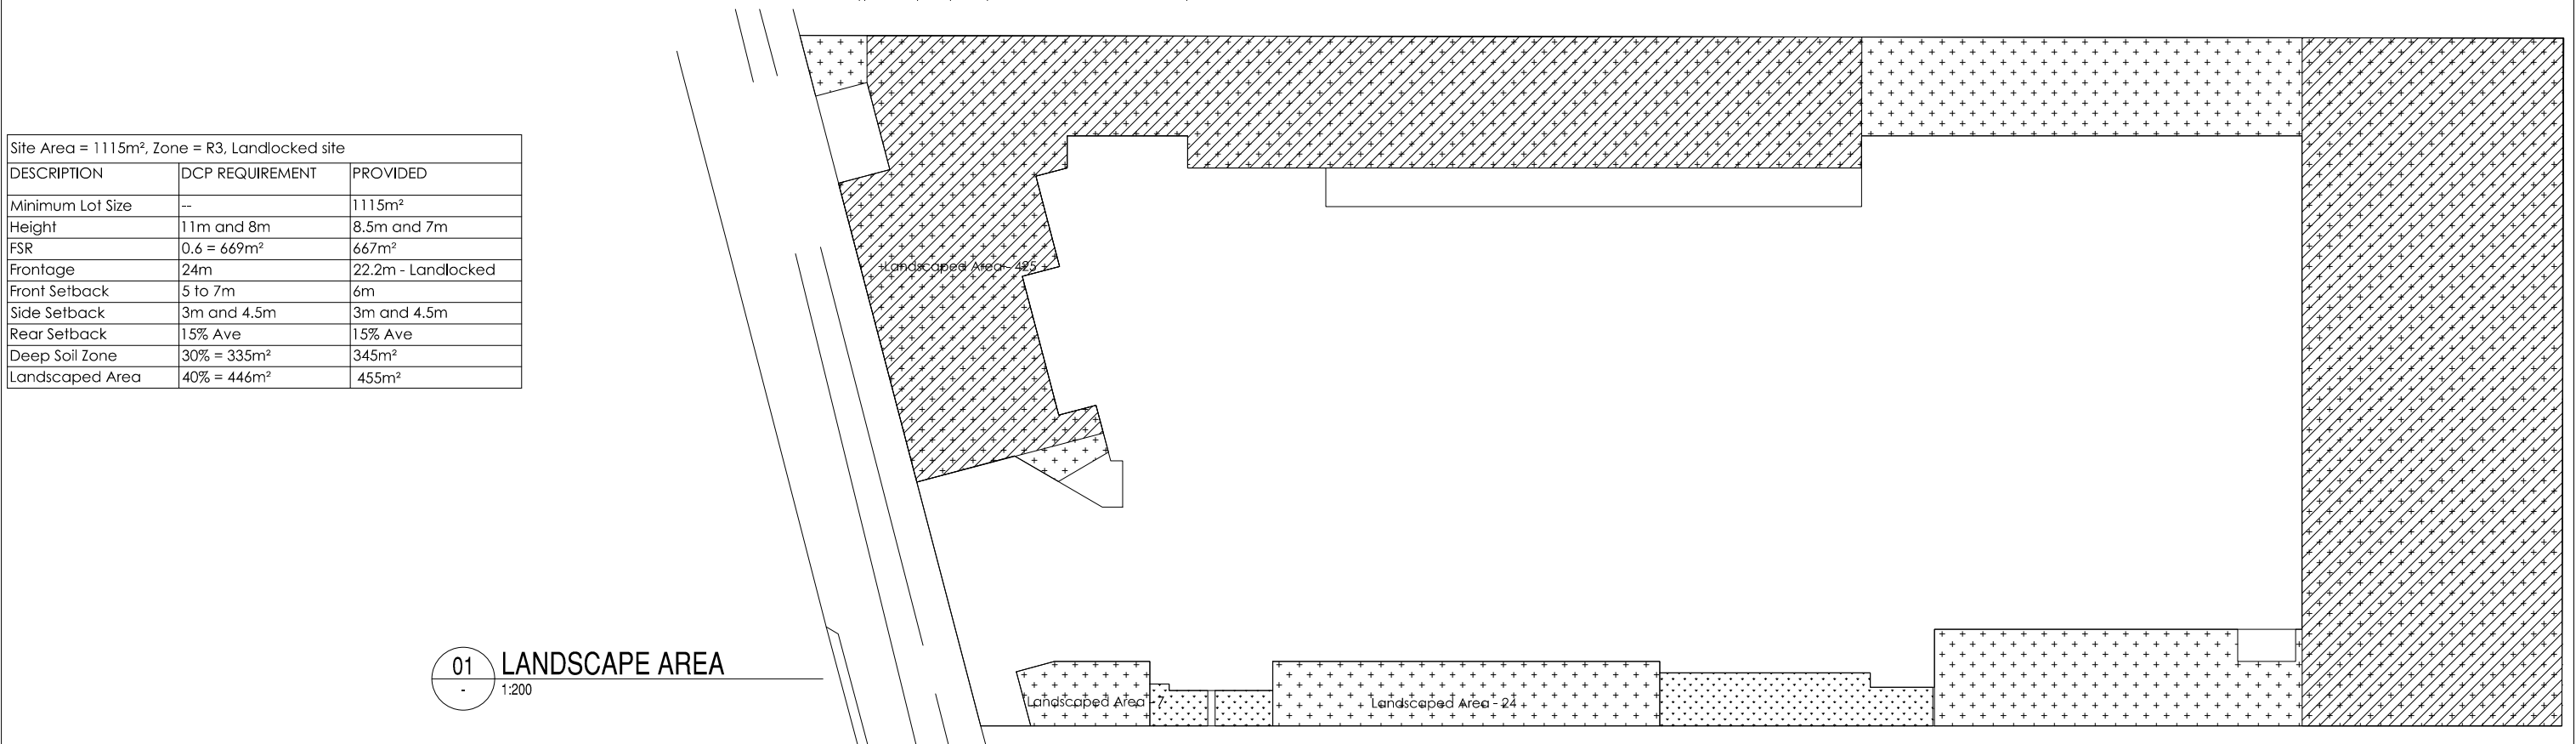 Site Area = 1115m², Zone = R3, Landlocked site
DESCRIPTION DCP REQUIREMENT PROVIDED
Minimum Lot Size -- 1115m²
Height 11m and 8m 8.5m and 7m
FSR 0.6 = 669m² 667m²
Frontage 24m 22.2m - Landlocked
Front Setback 5 to 7m 6m
Side Setback 3m and 4.5m 3m and 4.5m
Rear Setback 15% Ave 15% Ave
Deep Soil Zone 30% = 335m² 345m²
Landscaped Area 40% = 446m² 455m²
Landscaped Area - 425
01 LANDSCAPE AREA
- 1:200
Landscaped Area - 7
Landscaped Area - 24